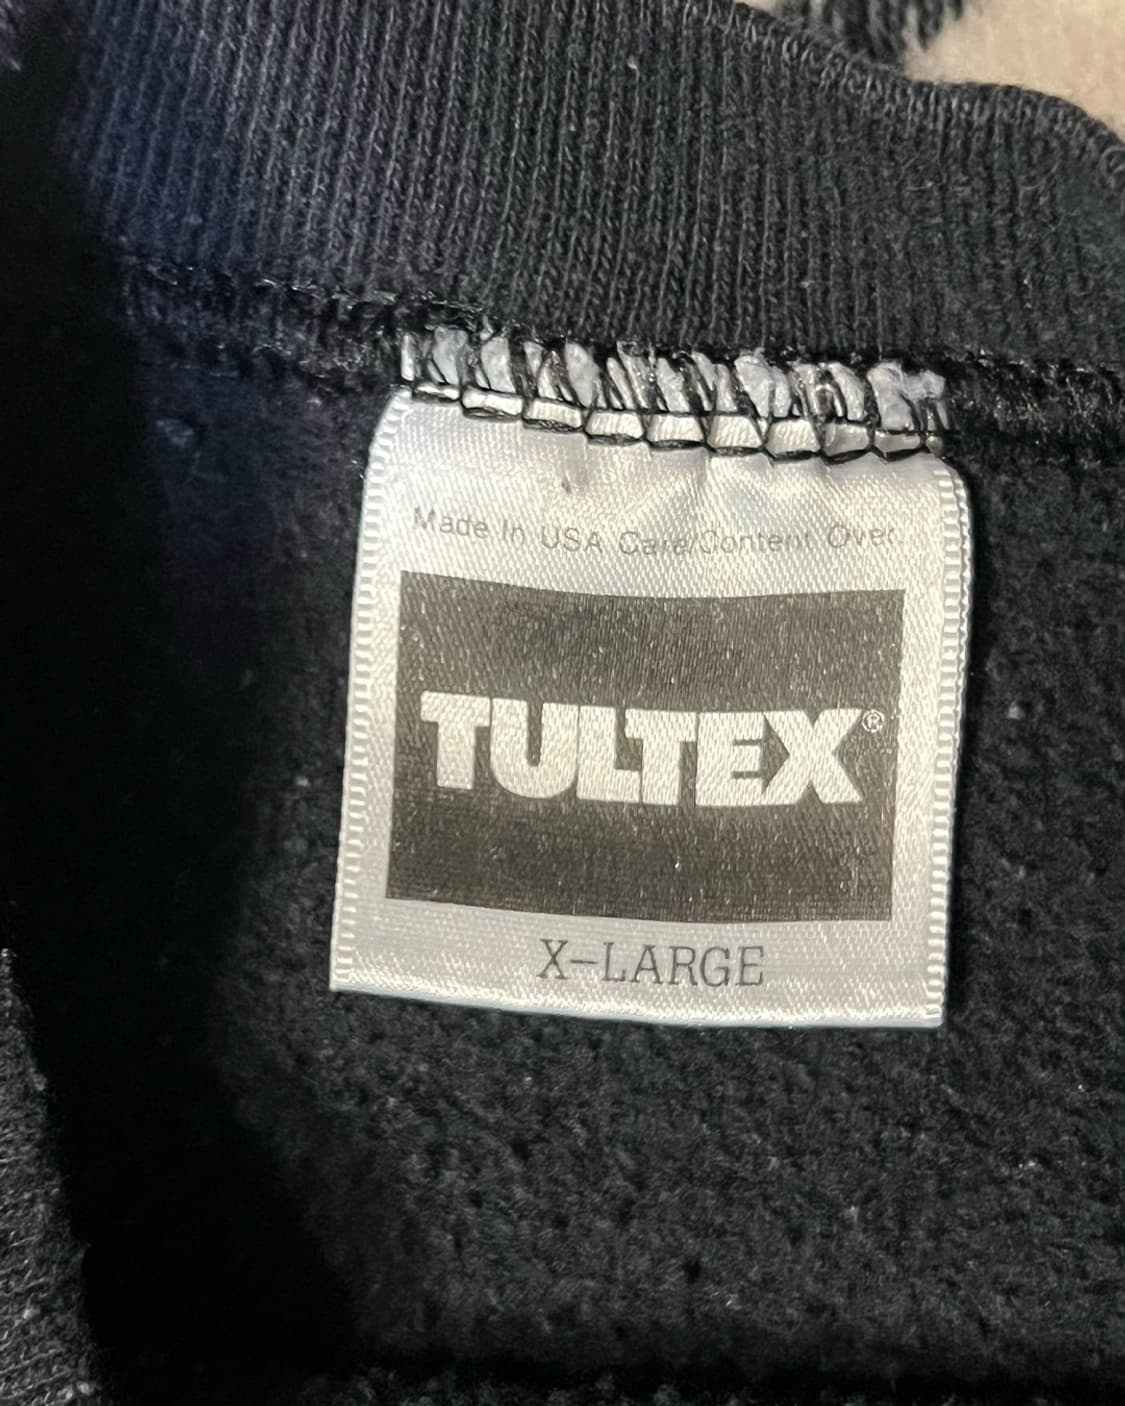 Made In USA Care/Content Over
TULTEX®
X-LARGE